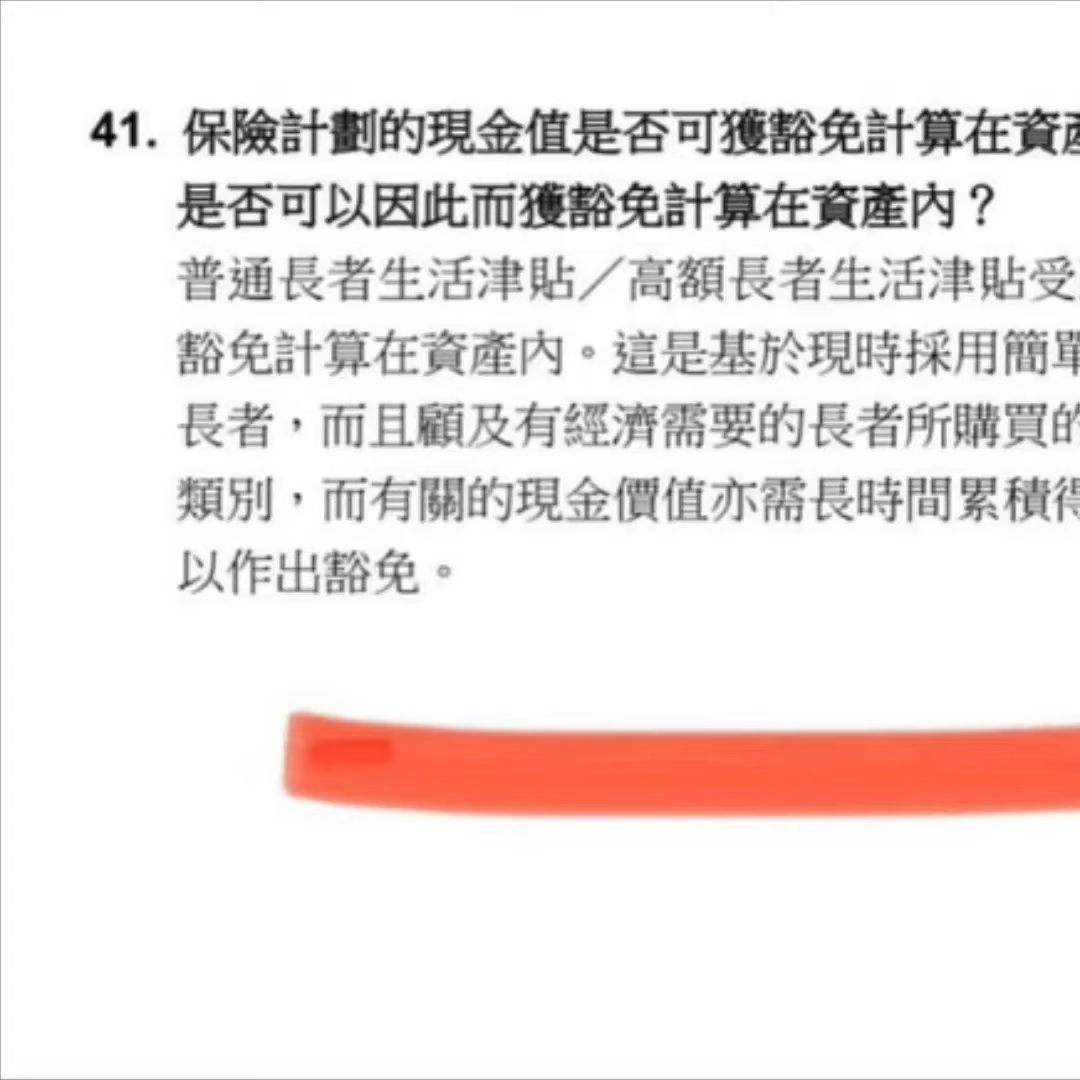 41. 保險計劃的現金值是否可獲豁免計算在資產
是否可以因此而獲豁免計算在資產內？
普通長者生活津貼／高額長者生活津貼受
豁免計算在資產內。這是基於現時採用簡單
長者，而且顧及有經濟需要的長者所購買的
類別，而有關的現金價值亦需長時間累積得
以作出豁免。